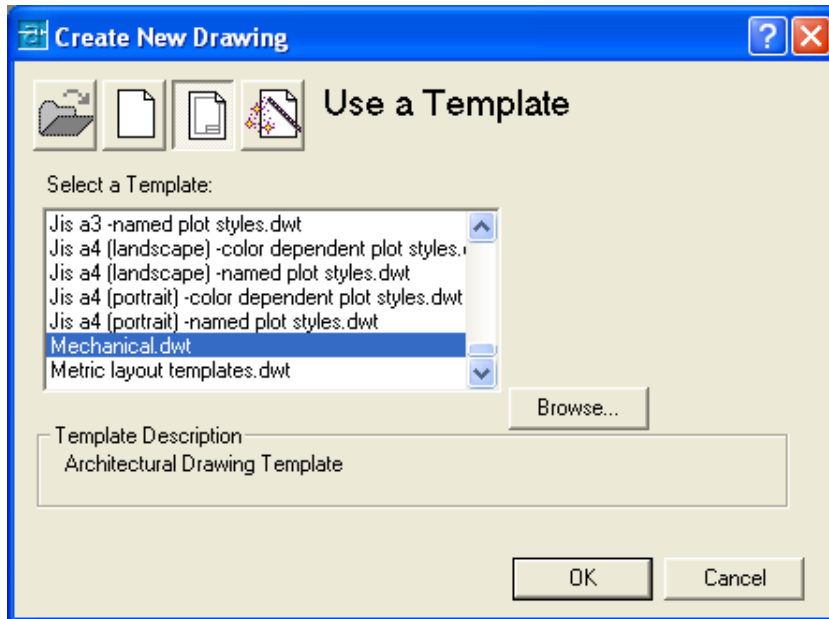 Create New Drawing
Use a Template
Select a Template:
Jis a3 -named plot styles.dwt
Jis a4 (landscape) -color dependent plot styles.
Jis a4 (landscape) -named plot styles.dwt
Jis a4 (portrait) -color dependent plot styles.dwt
Jis a4 (portrait) -named plot styles.dwt
Mechanical.dwt
Metric layout templates.dwt
Browse...
Template Description
Architectural Drawing Template
OK
Cancel